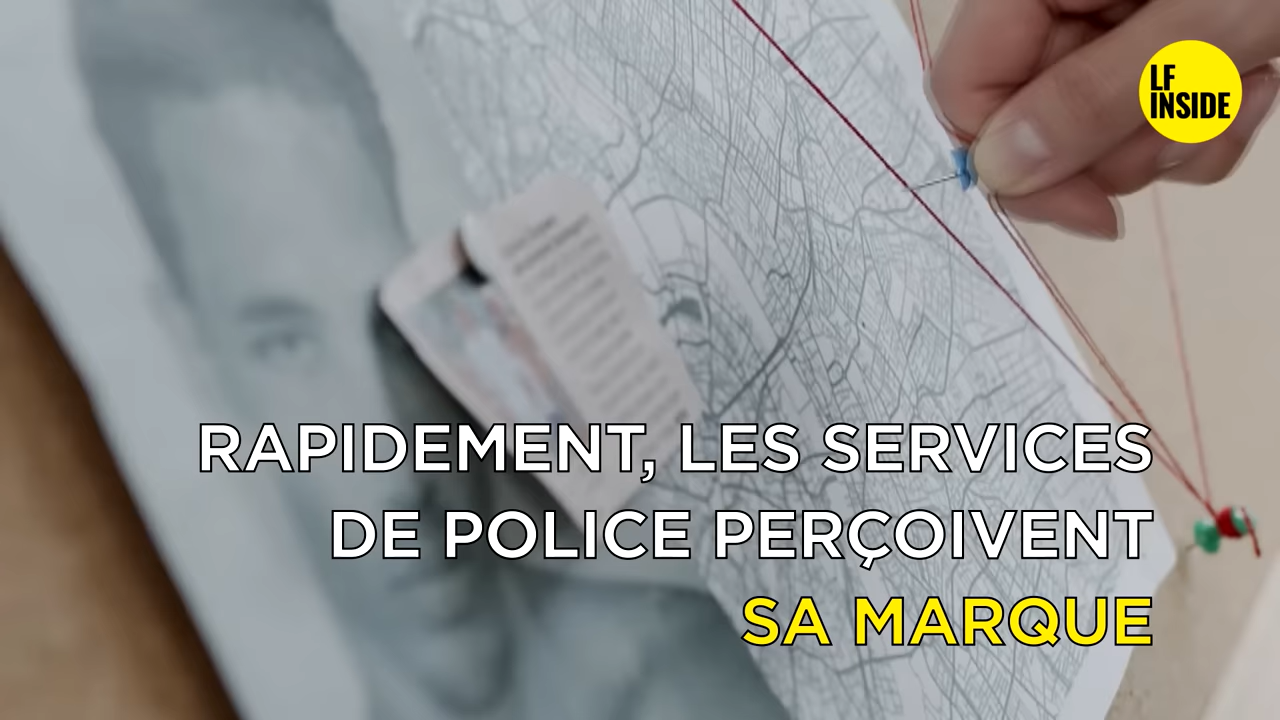 LF
INSIDE
RAPIDEMENT, LES SERVICES
DE POLICE PERÇOIVENT
SA MARQUE